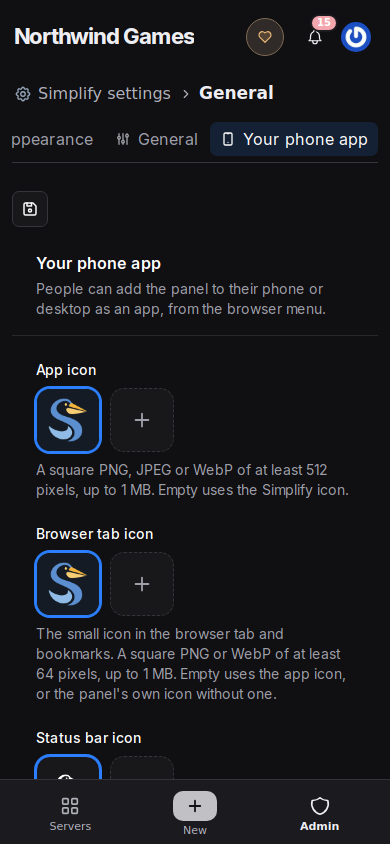 Northwind Games
15
Simplify settings > General
ppearance
General
Your phone app
Your phone app
People can add the panel to their phone or
desktop as an app, from the browser menu.
App icon
A square PNG, JPEG or WebP of at least 512
pixels, up to 1 MB. Empty uses the Simplify icon.
Browser tab icon
The small icon in the browser tab and
bookmarks. A square PNG or WebP of at least
64 pixels, up to 1 MB. Empty uses the app icon,
or the panel's own icon without one.
Status bar icon
Servers
New
Admin